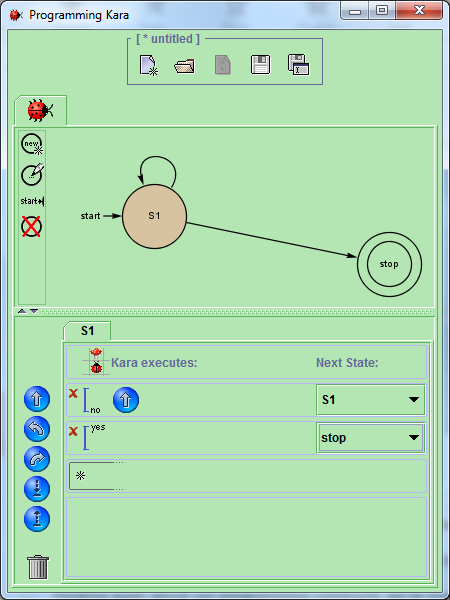 Programming Kara
[ * untitled ]
new
start
start
S1
stop
S1
Kara executes:
Next State:
no
S1
yes
stop